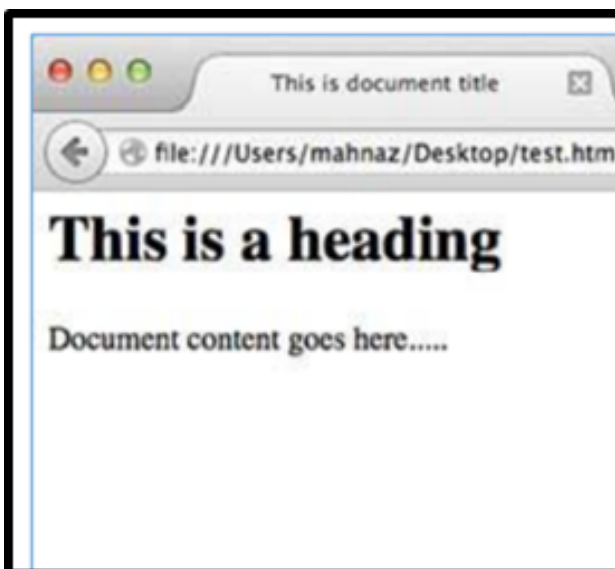 This is document title
file:///Users/mahnaz/Desktop/test.htm
This is a heading
Document content goes here.....